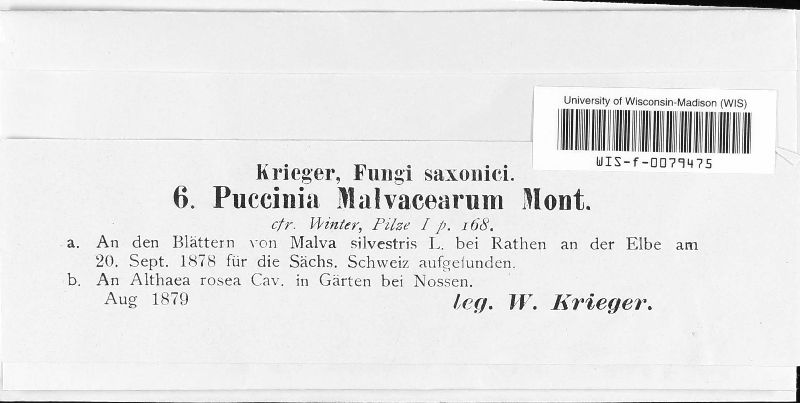 University of Wisconsin-Madison (WIS)
WIS-f-0079475
Krieger, Fungi saxonici.
6. Puccinia Malvacearum Mont.
cfr. Winter, Pilze I p. 168.
a. An den Blättern von Malva silvestris L. bei Rathen an der Elbe am
20. Sept. 1878 für die Sächs. Schweiz aufgefunden.
b. An Althaea rosea Cav. in Gärten bei Nossen.
Aug 1879
leg. W. Krieger.